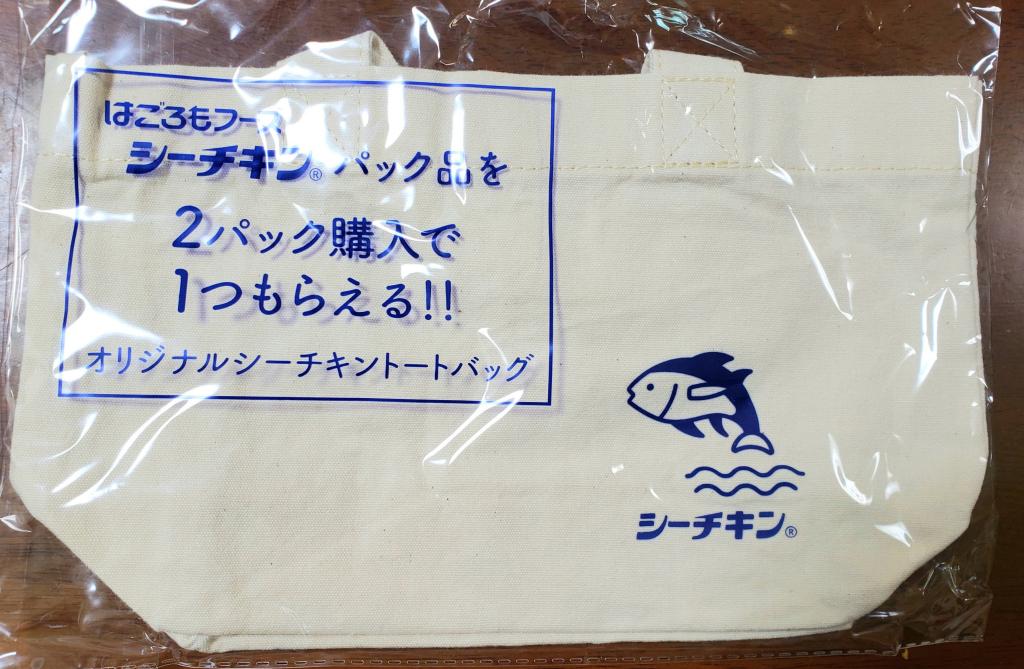 はごろもフーズ
シーチキン® パック品を
2パック購入で
1つもらえる!!
オリジナルシーチキントートバッグ
シーチキン®